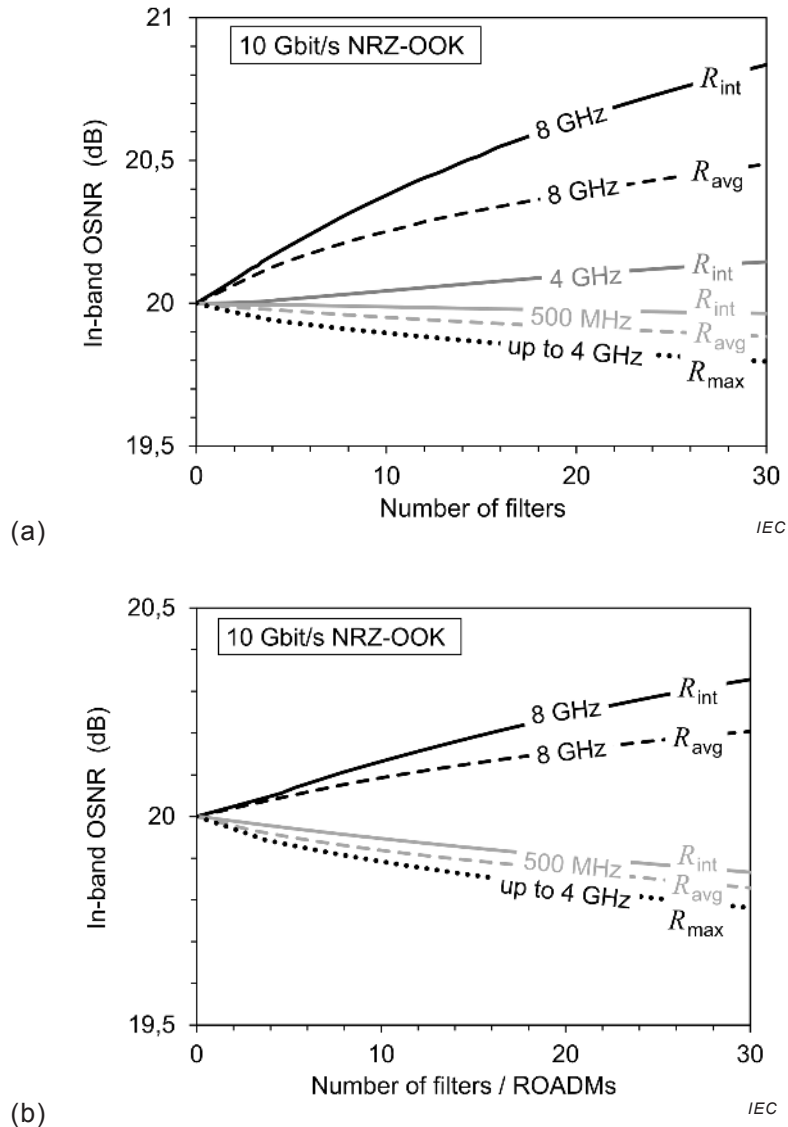 21
10 Gbit/s NRZ-OOK
In-band OSNR (dB)
20,5
20
19,5
8 GHz
R_int
8 GHz
R_avg
4 GHz
R_int
R_int
500 MHz
R_avg
up to 4 GHz
R_max
0 10 20 30
Number of filters
(a)
IEC
20,5
10 Gbit/s NRZ-OOK
In-band OSNR (dB)
20
19,5
8 GHz
R_int
8 GHz
R_avg
R_int
500 MHz
R_avg
up to 4 GHz
R_max
0 10 20 30
Number of filters / ROADMs
(b)
IEC